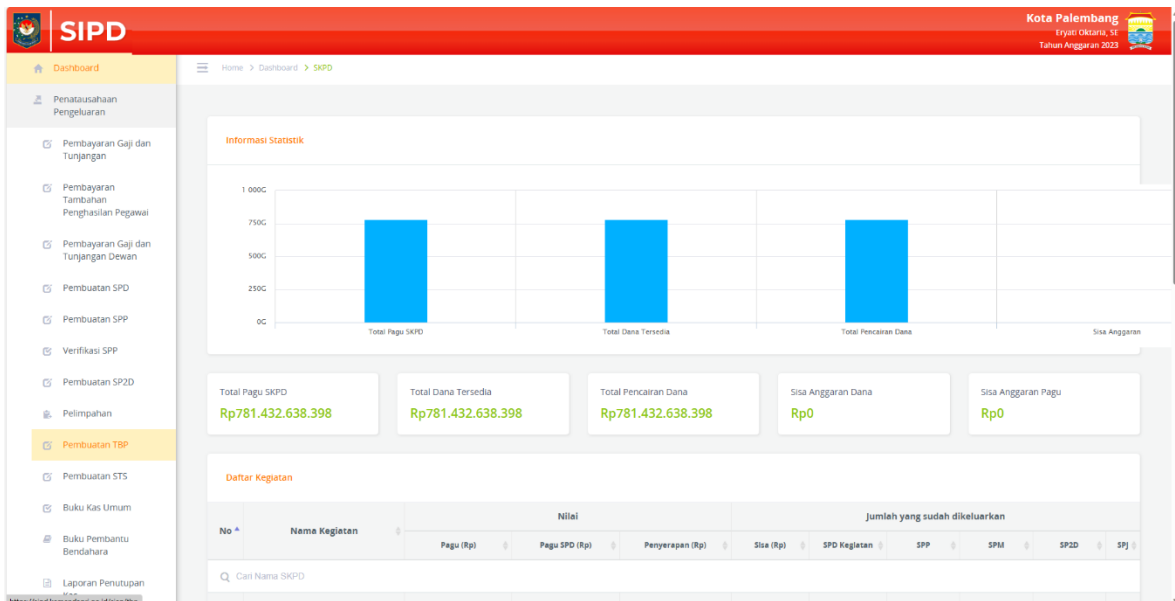 SIPD
Kota Palembang
Eryati Oktaria, SE
Tahun Anggaran 2023
Dashboard
Home > Dashboard > SKPD
Penatausahaan
Pengeluaran
Pembayaran Gaji dan
Tunjangan
Pembayaran
Tambahan
Penghasilan Pegawai
Pembayaran Gaji dan
Tunjangan Dewan
Pembuatan SPD
Pembuatan SPP
Verifikasi SPP
Pembuatan SP2D
Pelimpahan
Pembuatan TBP
Pembuatan STS
Buku Kas Umum
Buku Pembantu
Bendahara
Laporan Penutupan
Informasi Statistik
1 000G
750G
500G
250G
0G
Total Pagu SKPD
Total Dana Tersedia
Total Pencairan Dana
Sisa Anggaran
Total Pagu SKPD
Rp781.432.638.398
Total Dana Tersedia
Rp781.432.638.398
Total Pencairan Dana
Rp781.432.638.398
Sisa Anggaran Dana
Rp0
Sisa Anggaran Pagu
Rp0
Daftar Kegiatan
No Nama Kegiatan Nilai Jumlah yang sudah dikeluarkan
Pagu (Rp) Pagu SPD (Rp) Penyerapan (Rp) Sisa (Rp) SPD Kegiatan SPP SPM SP2D SPJ
Cari Nama SKPD